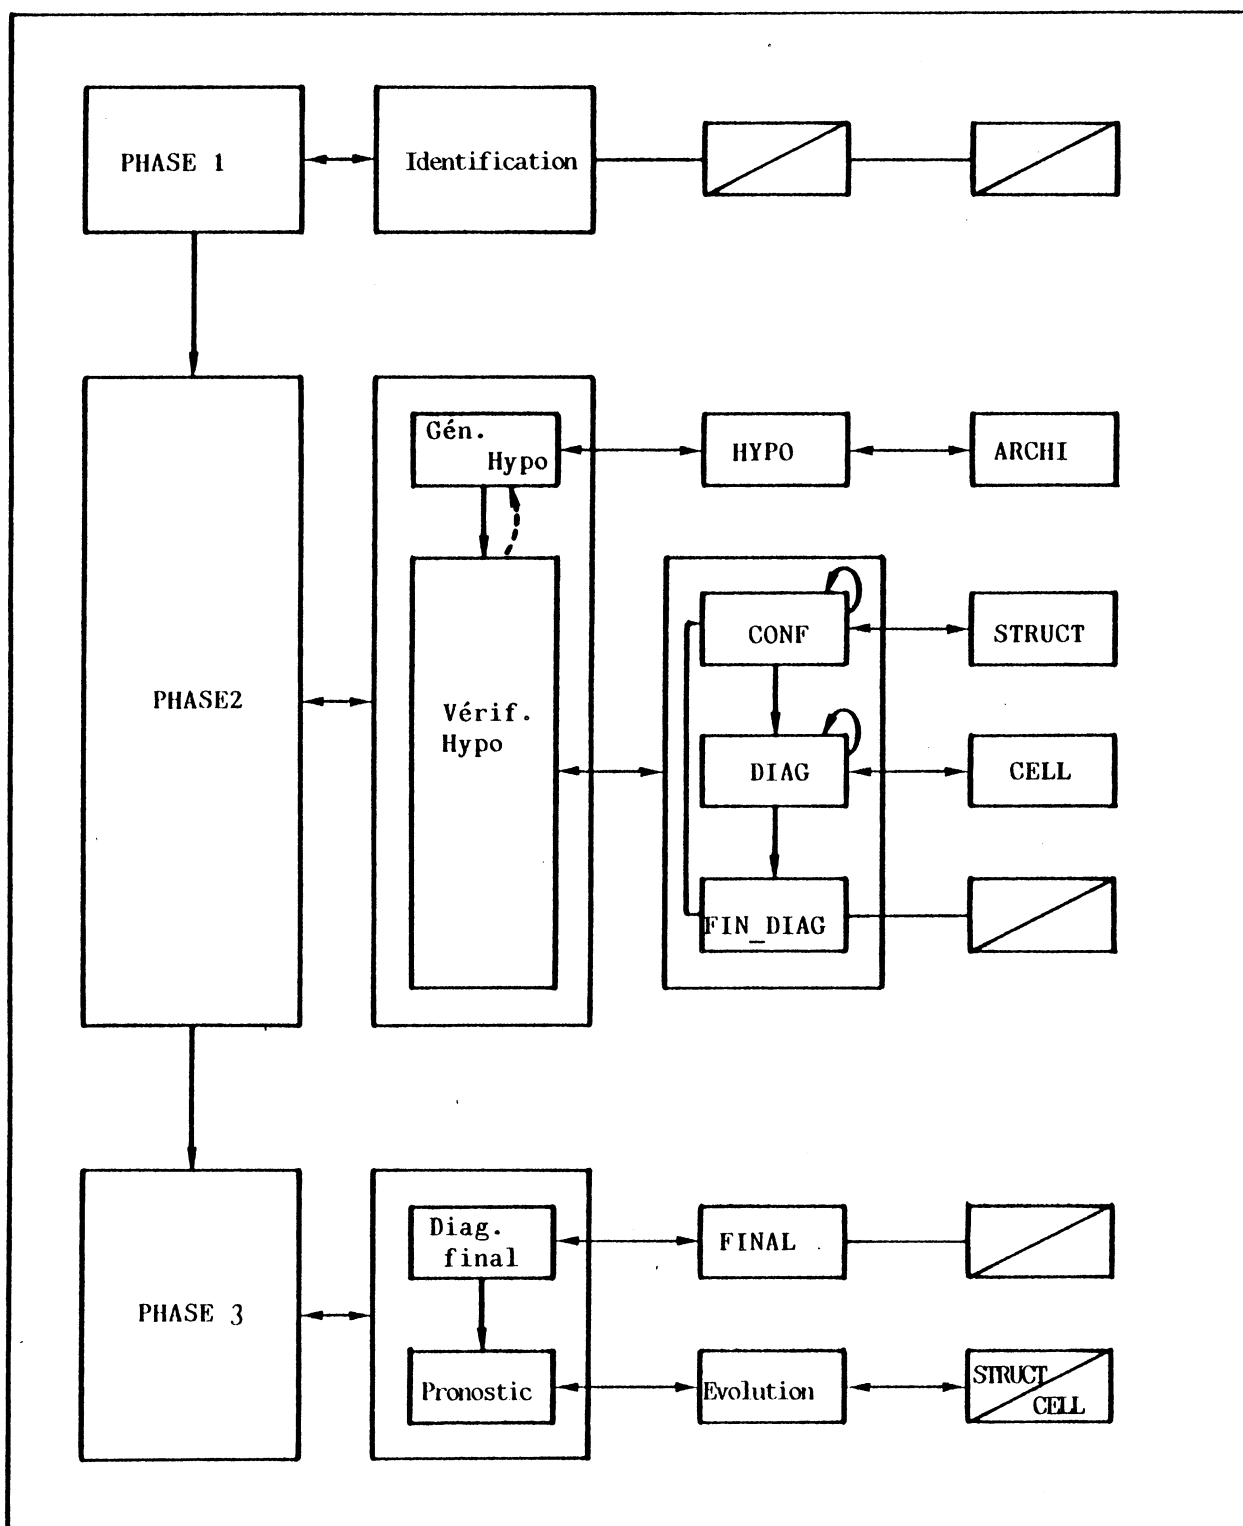 PHASE 1
Identification
Gén.
Hypo
HYPO
ARCHI
CONF
STRUCT
PHASE2
Vérif.
Hypo
DIAG
CELL
FIN_DIAG
Diag.
final
FINAL
PHASE 3
Pronostic
Evolution
STRUCT
CELL